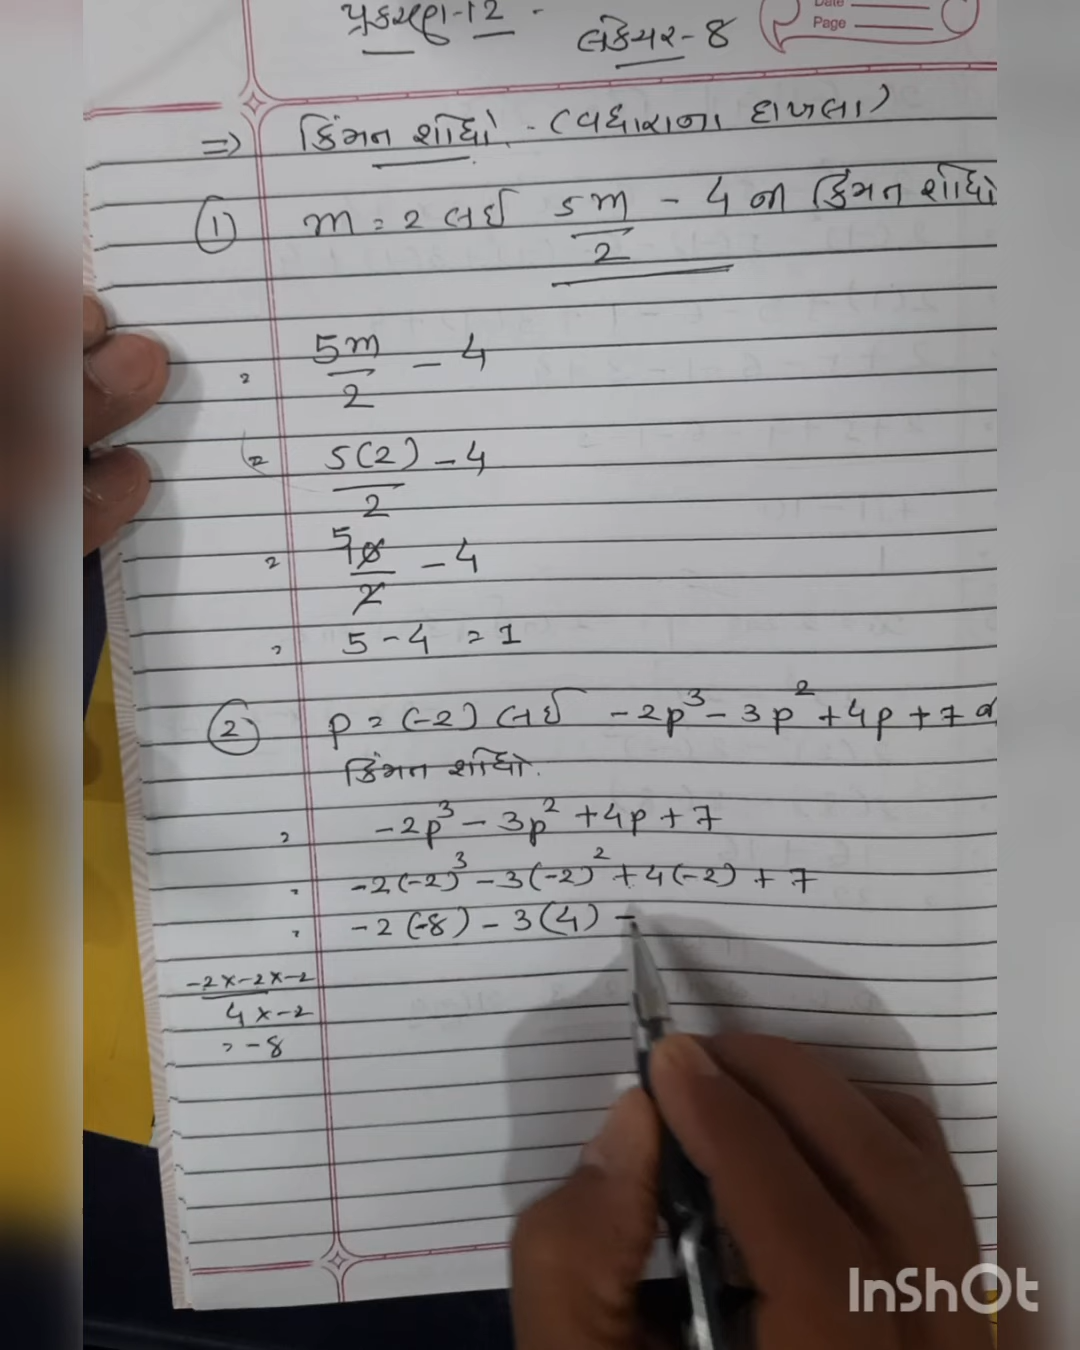 પ્રકરણ-12
લેક્ચર-8
Date
Page
⇒ કિંમત શોધો. - (વધારાના દાખલા)
① m = 2 લઈ 5m/2 - 4 ની કિંમત શોધો
= 5m/2 - 4
= 5(2)/2 - 4
= 10/2 - 4
5
= 5 - 4 = 1
② p = (-2) લઈ -2p³ - 3p² + 4p + 7
કિંમત શોધો.
= -2p³ - 3p² + 4p + 7
= -2(-2)³ - 3(-2)² + 4(-2) + 7
= -2(-8) - 3(4) -
-2 x -2 x -2
4 x -2
= -8
InShOt